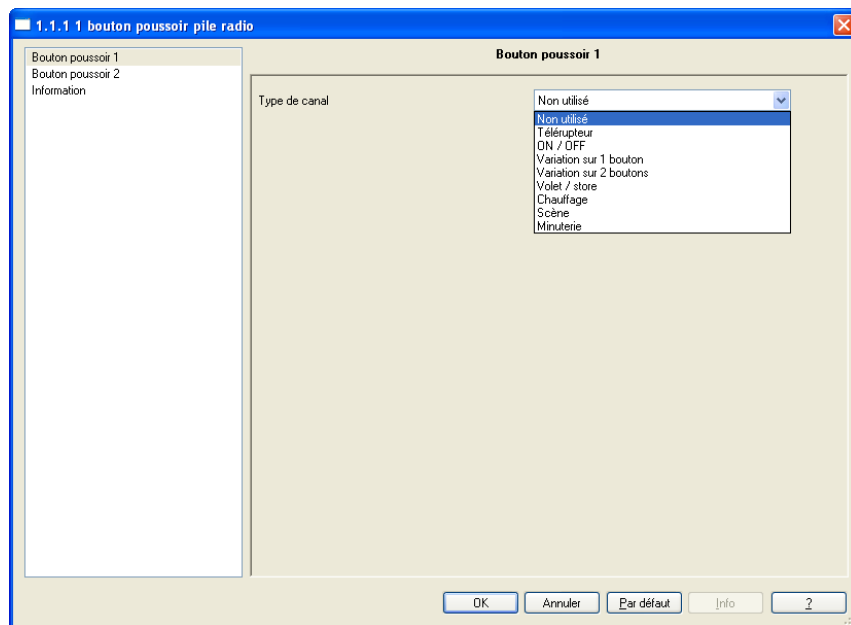 1.1.1 1 bouton poussoir pile radio
Bouton poussoir 1
Bouton poussoir 2
Information
Bouton poussoir 1
Type de canal
Non utilisé
Non utilisé
Télérupteur
ON / OFF
Variation sur 1 bouton
Variation sur 2 boutons
Volet / store
Chauffage
Scène
Minuterie
OK
Annuler
Par défaut
Info
?